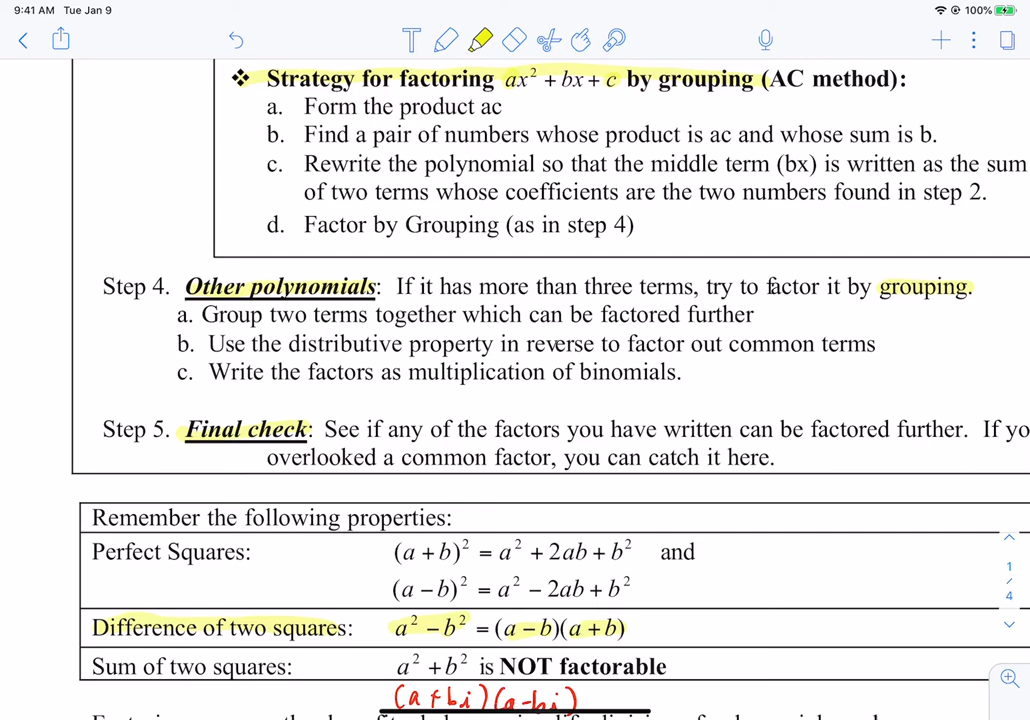 9:41 AM Tue Jan 9
100%
❖ Strategy for factoring ax² + bx + c by grouping (AC method):
a. Form the product ac
b. Find a pair of numbers whose product is ac and whose sum is b.
c. Rewrite the polynomial so that the middle term (bx) is written as the sum
of two terms whose coefficients are the two numbers found in step 2.
d. Factor by Grouping (as in step 4)
Step 4. Other polynomials: If it has more than three terms, try to factor it by grouping.
a. Group two terms together which can be factored further
b. Use the distributive property in reverse to factor out common terms
c. Write the factors as multiplication of binomials.
Step 5. Final check: See if any of the factors you have written can be factored further. If yo
overlooked a common factor, you can catch it here.
Remember the following properties:
Perfect Squares: (a + b)² = a² + 2ab + b² and
(a − b)² = a² − 2ab + b²
1
/
4
Difference of two squares: a² − b² = (a − b)(a + b)
Sum of two squares: a² + b² is NOT factorable
(a + bi)(a - bi)